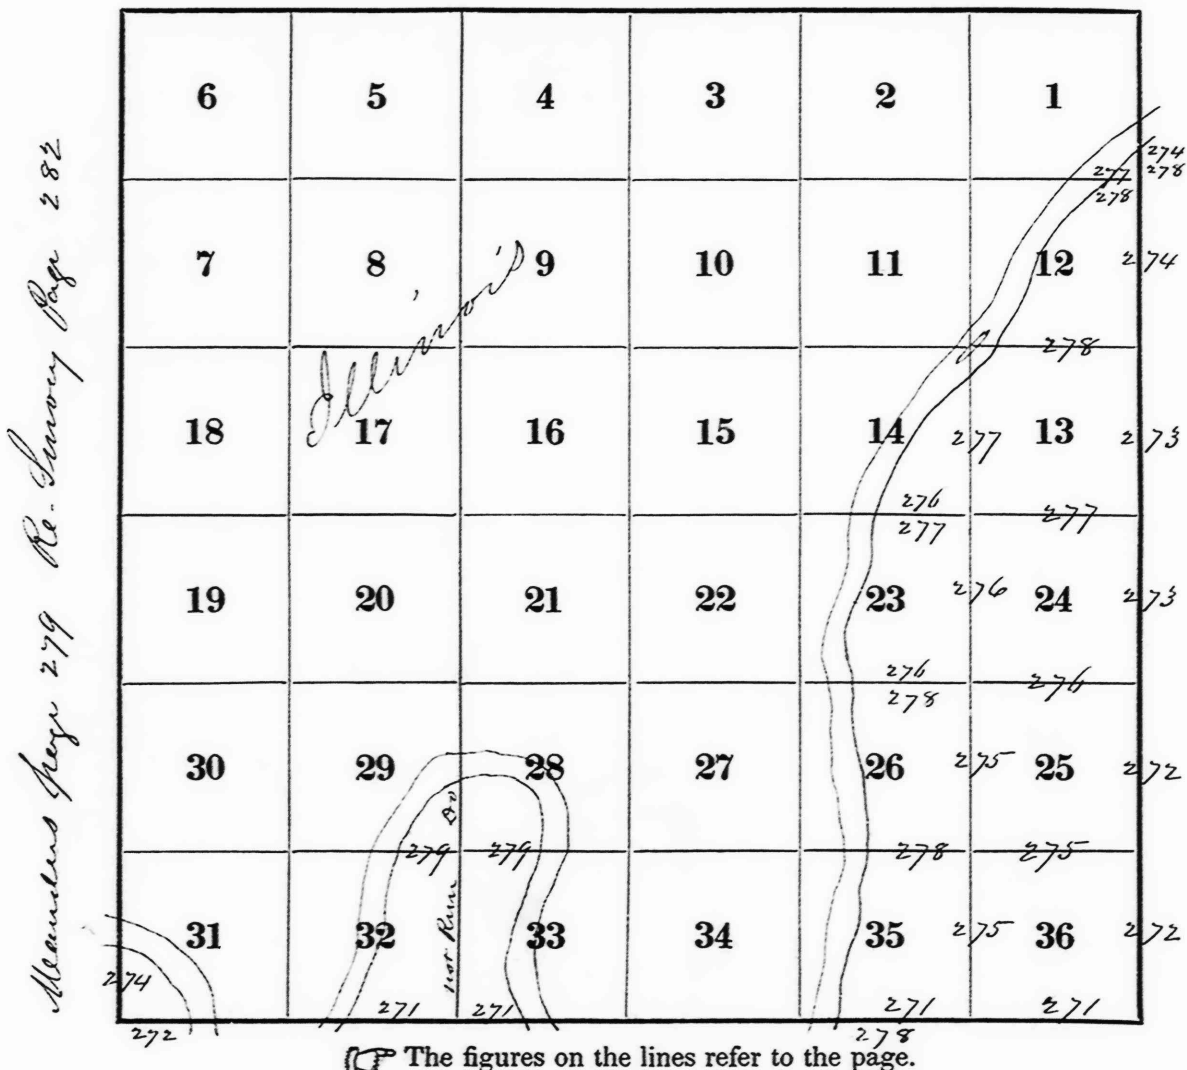 6 5 4 3 2 1
274
277 278
278
7 8 9 10 11 12 274
Illinois
278
18 17 16 15 14 277 13 273
276 277
277
19 20 21 22 23 276 24 273
276 276
278
30 29 28 27 26 275 25 272
279 279 278 275
not Run
31 32 33 34 35 275 36 272
274
271 271 271 271
272 278
The figures on the lines refer to the page.
Meanders Page 279 Re-Survey Page 282